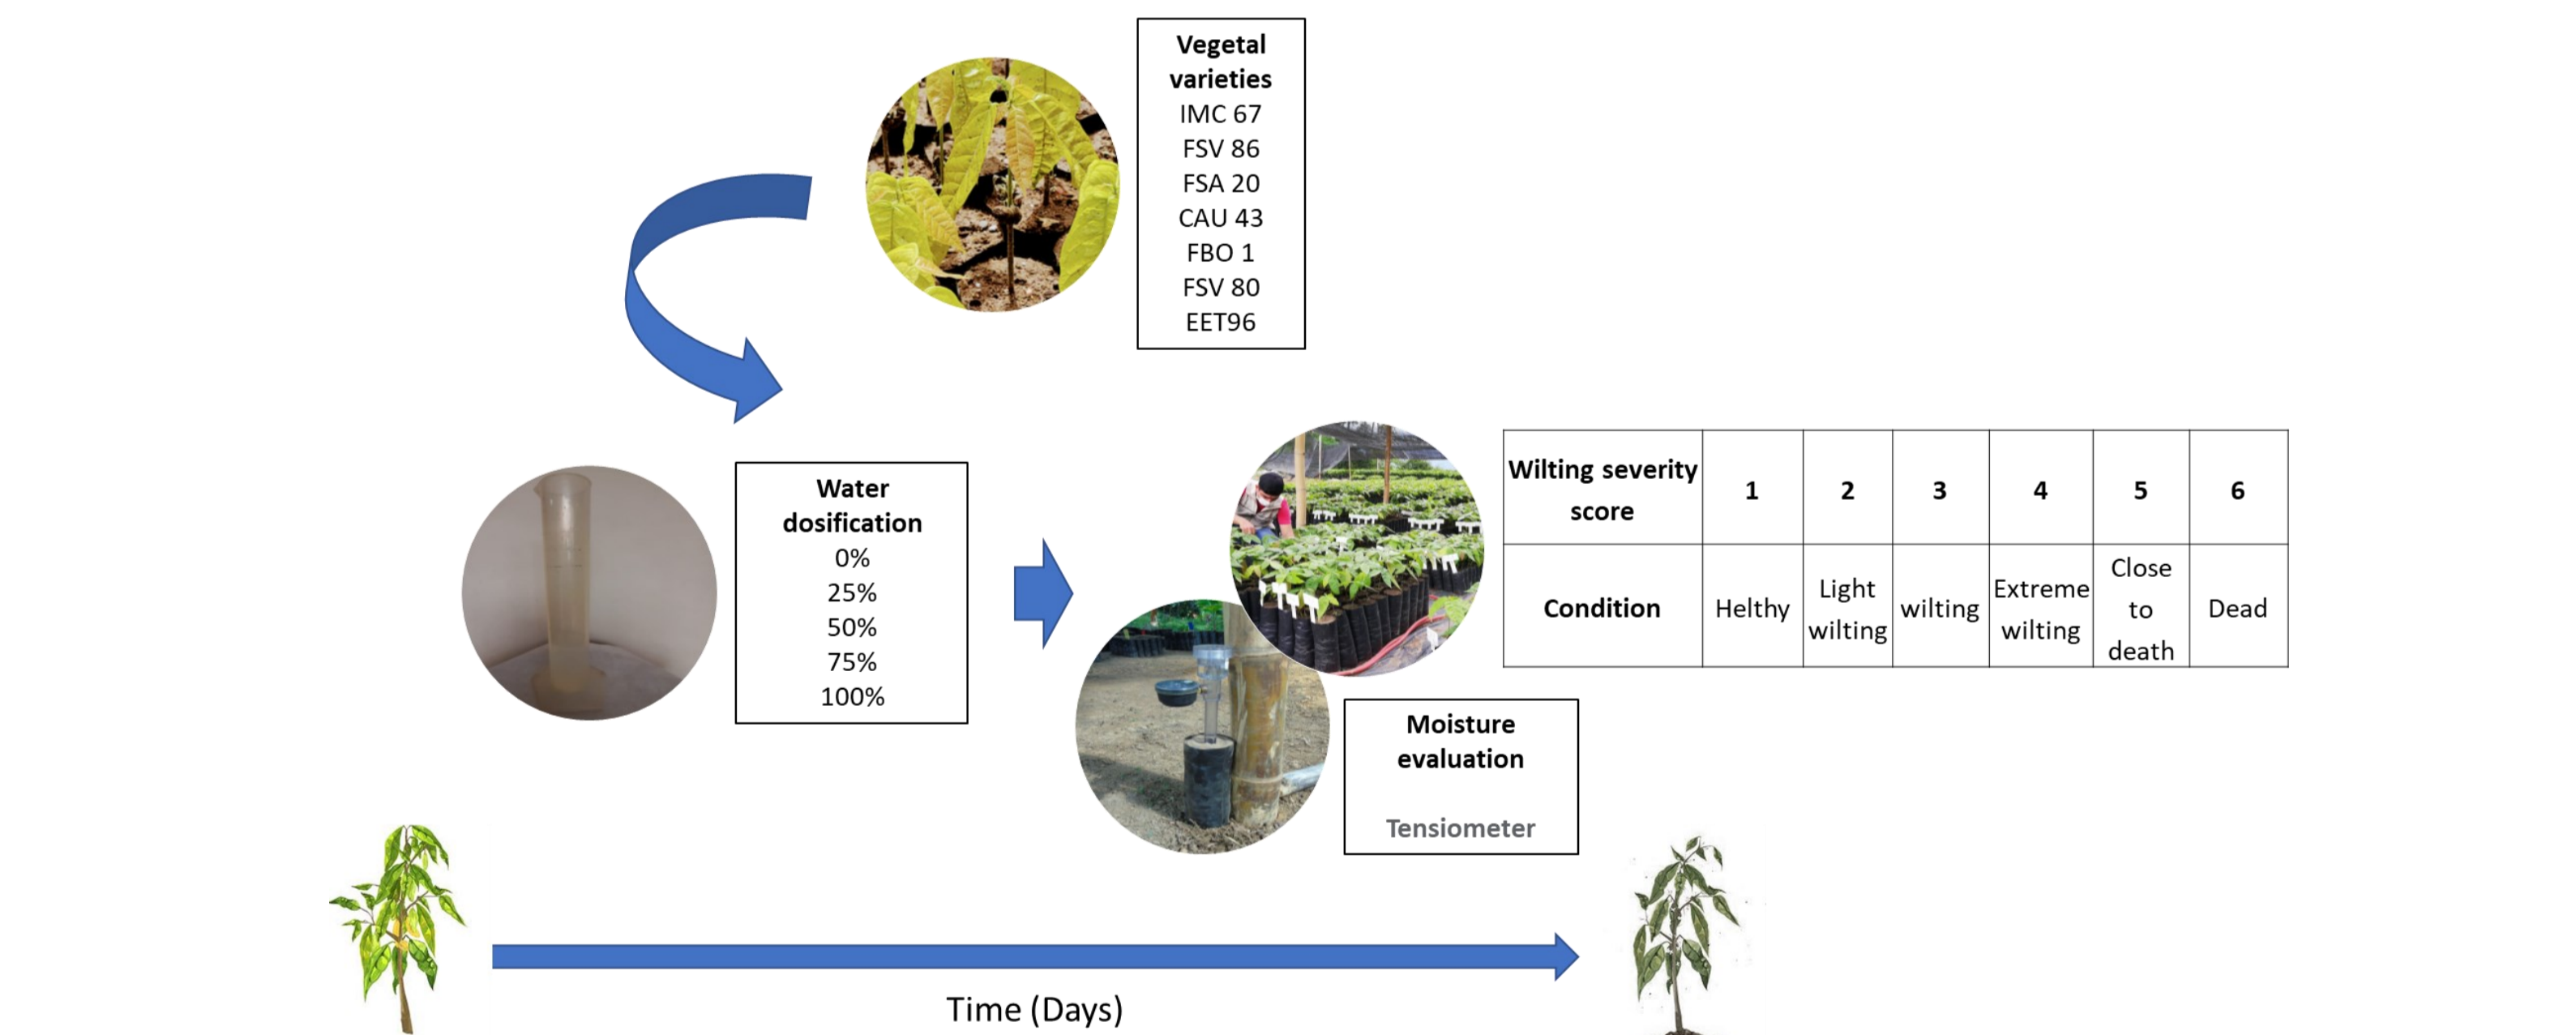 Vegetal
varieties
IMC 67
FSV 86
FSA 20
CAU 43
FBO 1
FSV 80
EET96
Water
dosification
0%
25%
50%
75%
100%
Wilting severity
score
1
2
3
4
5
6
Condition
Helthy
Light
wilting
wilting
Extreme
wilting
Close
to
death
Dead
Moisture
evaluation
Tensiometer
Time (Days)